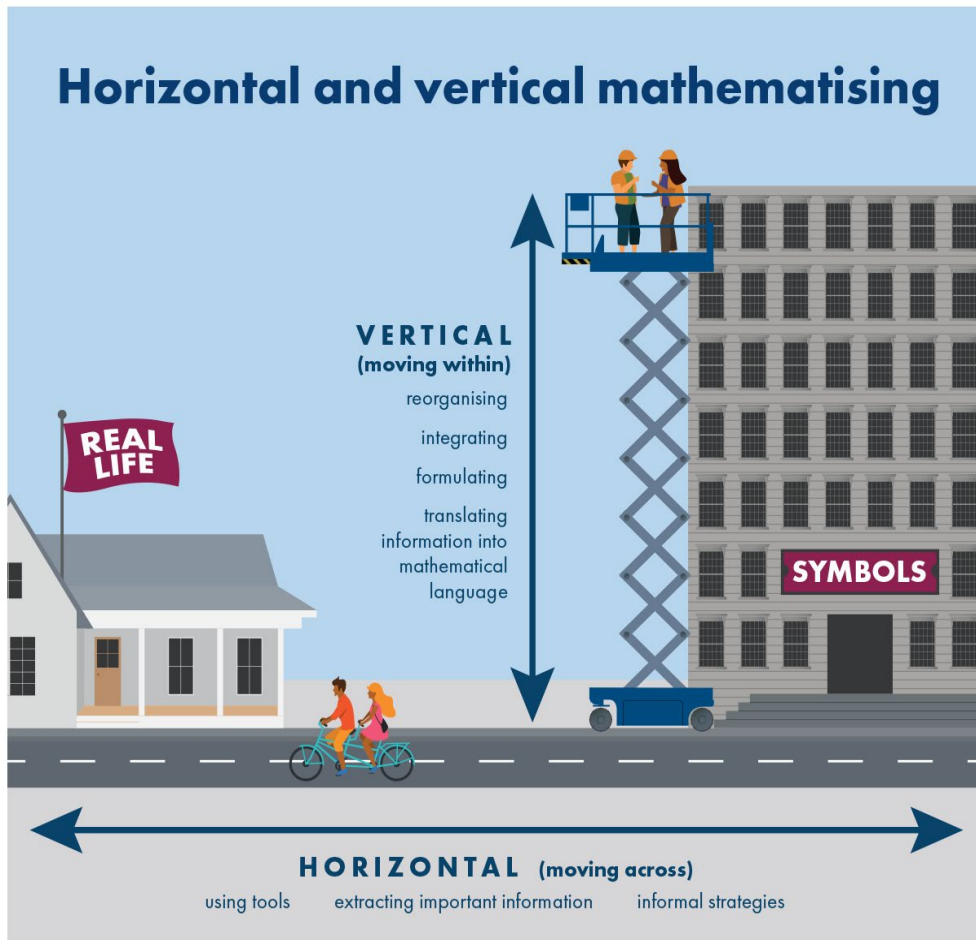 Horizontal and vertical mathematising
VERTICAL
(moving within)
reorganising
integrating
formulating
translating
information into
mathematical
language
REAL
LIFE
SYMBOLS
HORIZONTAL (moving across)
using tools extracting important information informal strategies